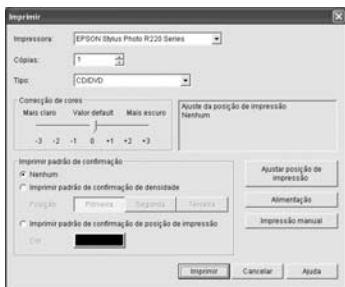 Imprimir
Impressora: EPSON Stylus Photo R220 Series
Cópias: 1
Tipo: CD/DVD
Correcção de cores
Mais claro Valor default Mais escuro
-3 -2 -1 0 +1 +2 +3
Ajuste da posição de impressão
Nenhum
Imprimir padrão de confirmação
Nenhum
Imprimir padrão de confirmação de densidade
Posição: Primeira Segunda Terceira
Imprimir padrão de confirmação de posição de impressão
Cor:
Ajustar posição de
impressão
Alimentação
Impressão manual
Imprimir Cancelar Ajuda